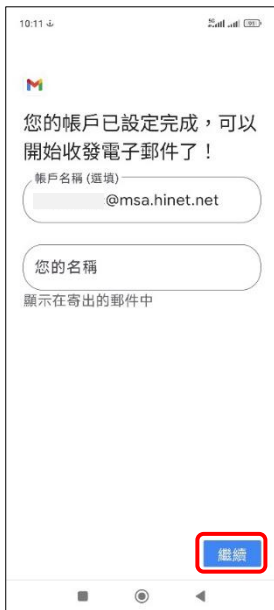 10:11
您的帳戶已設定完成，可以
開始收發電子郵件了！
帳戶名稱 (選填)
@msa.hinet.net
您的名稱
顯示在寄出的郵件中
繼續